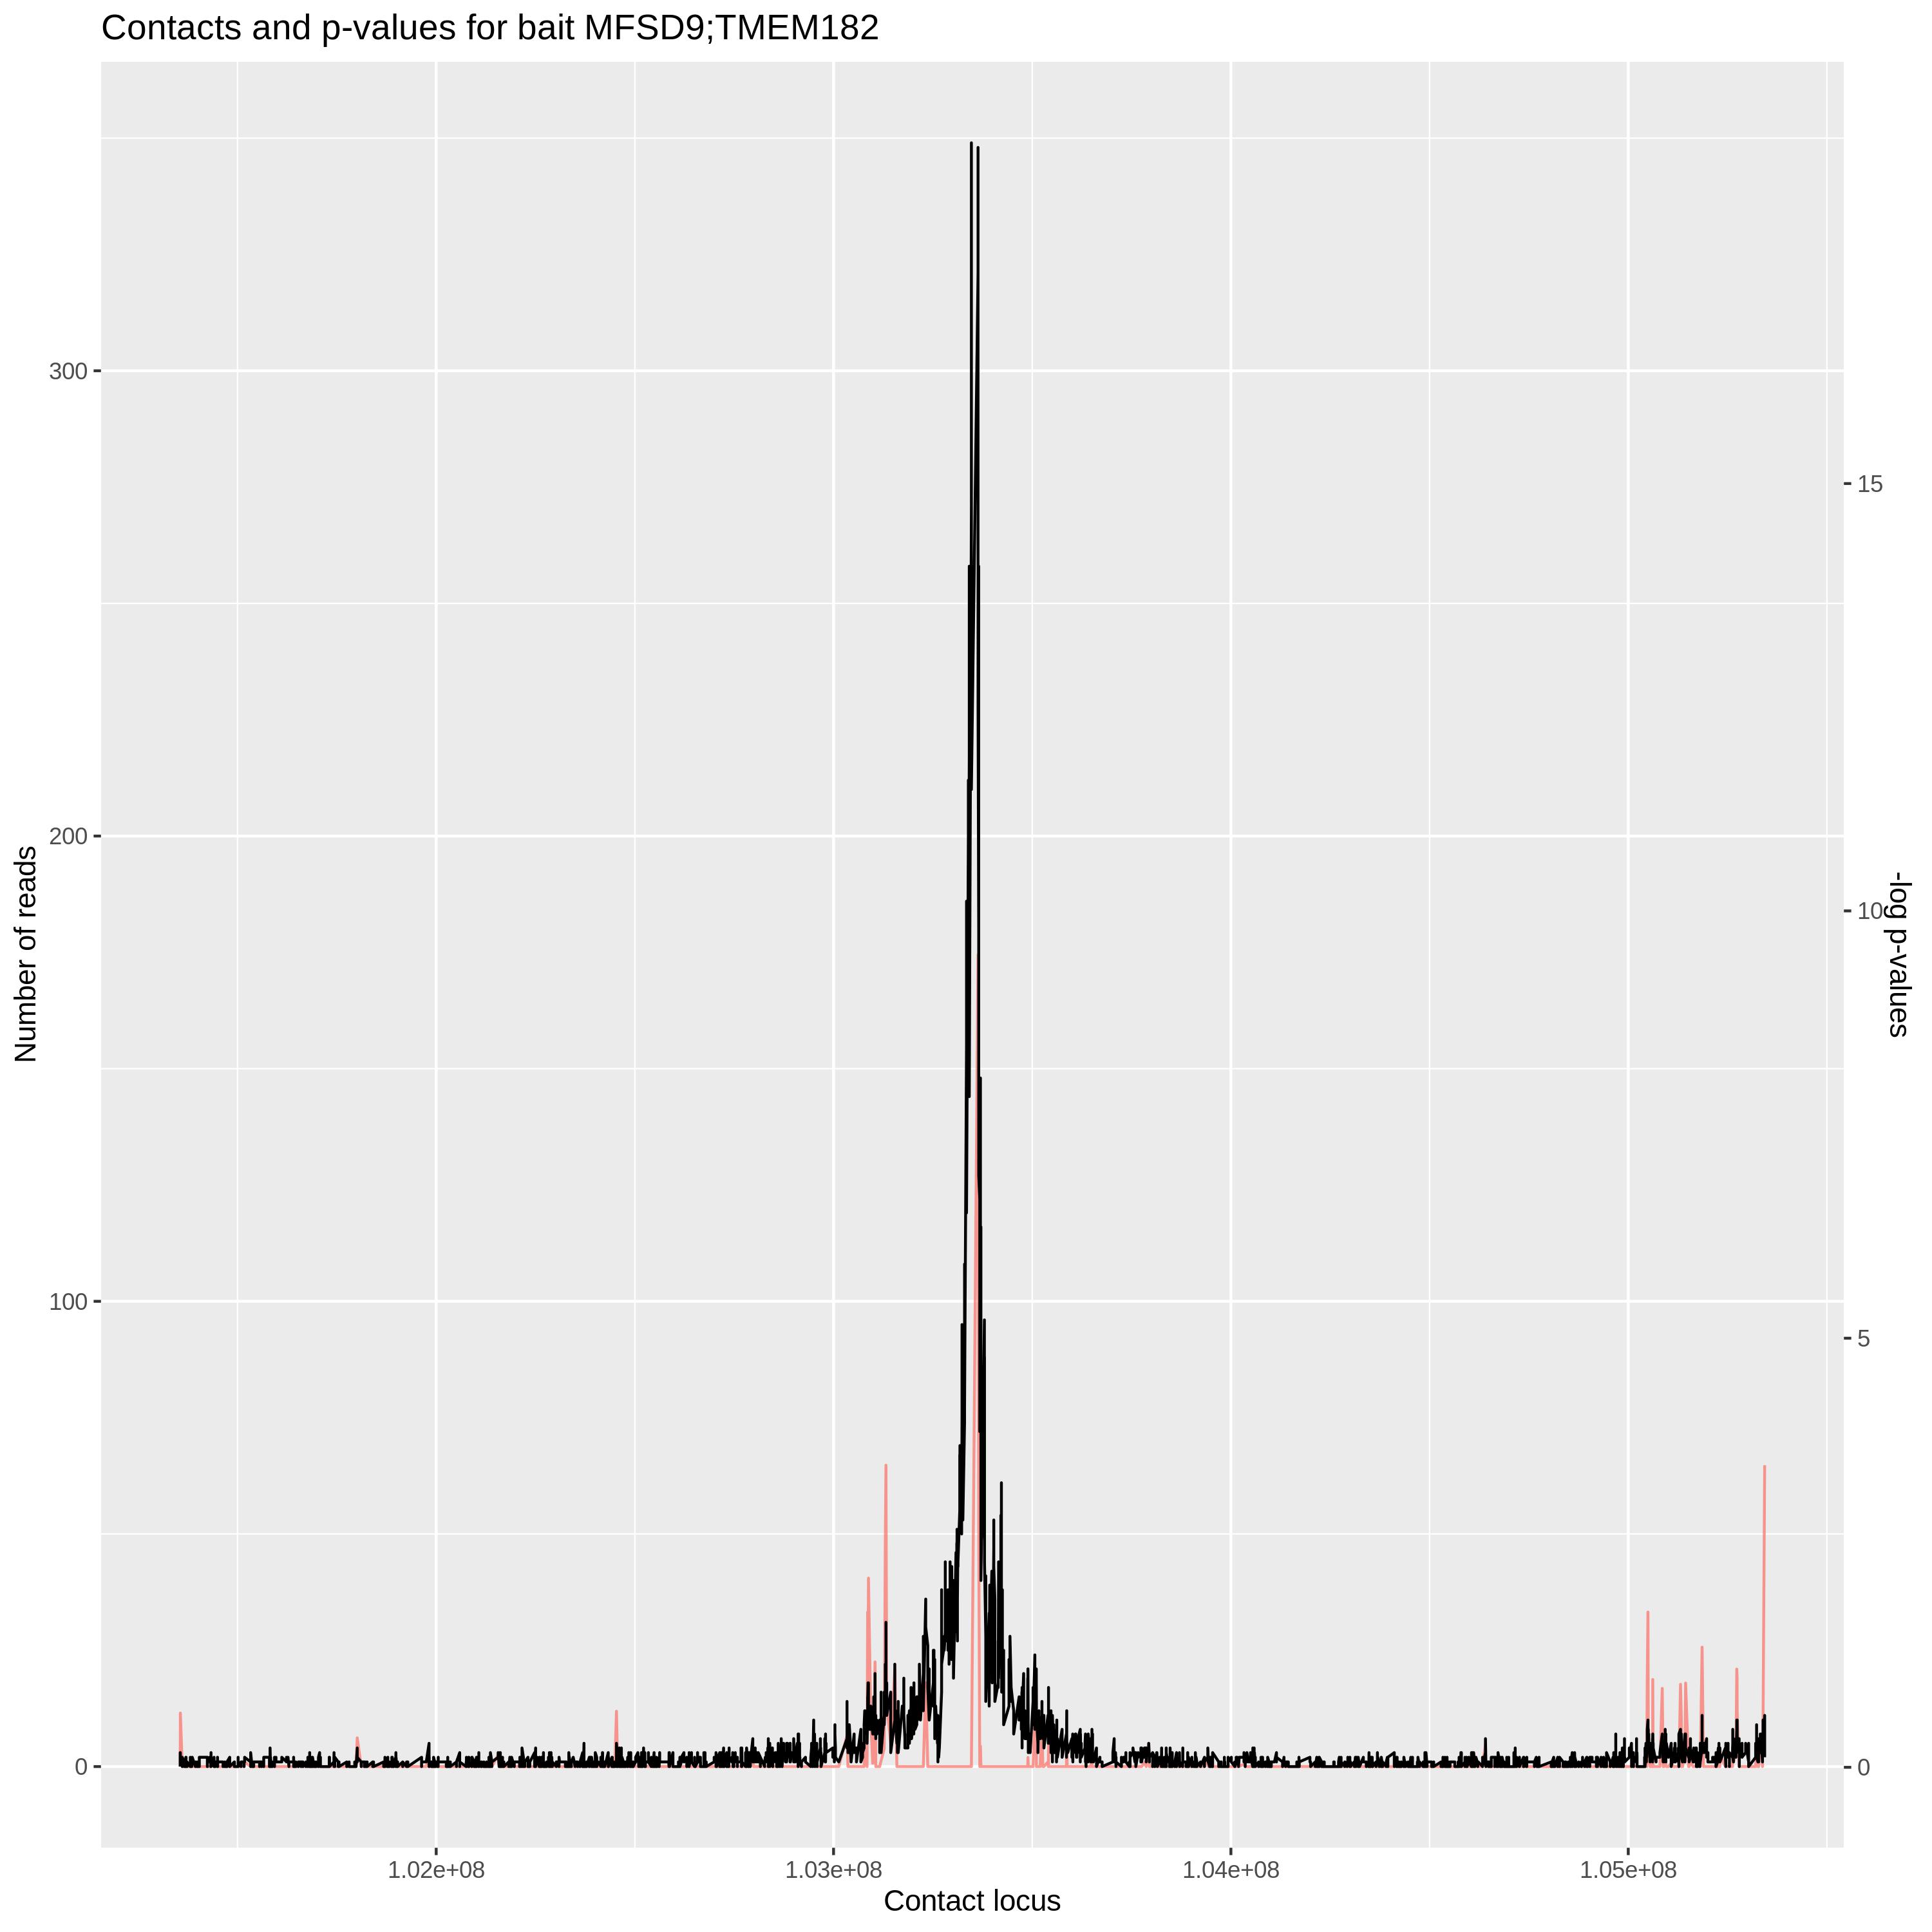 Contacts and p-values for bait MFSD9;TMEM182
Number of reads
300
200
100
0
15
10
5
0
-log p-values
1.02e+08
1.03e+08
1.04e+08
1.05e+08
Contact locus